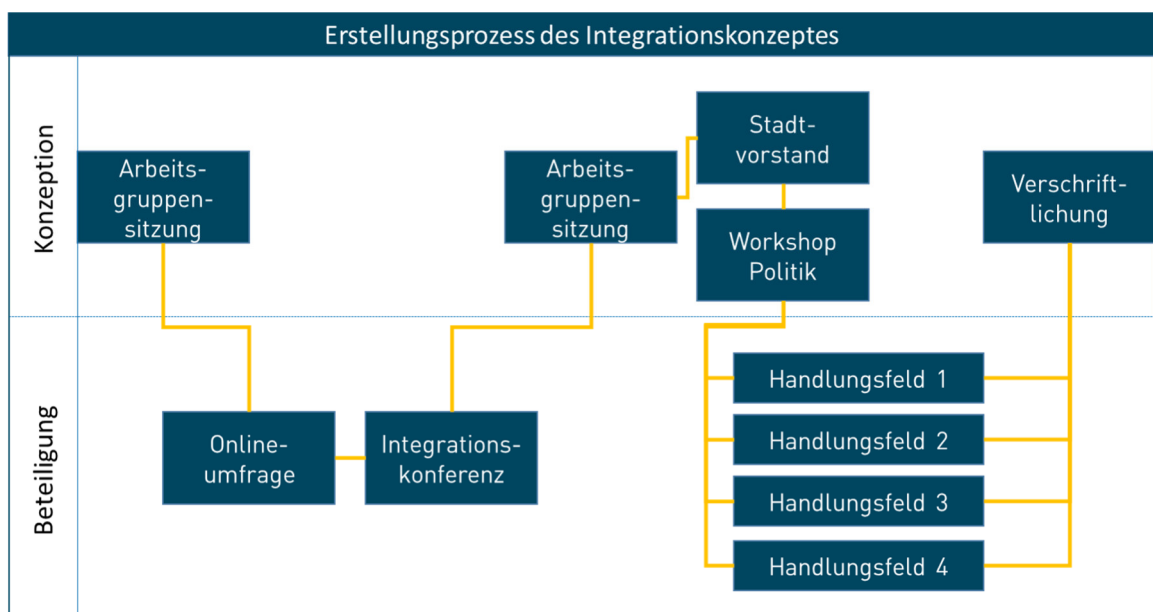 Erstellungsprozess des Integrationskonzeptes
Konzeption
Arbeits-
gruppen-
sitzung
Arbeits-
gruppen-
sitzung
Stadt-
vorstand
Workshop
Politik
Verschrift-
lichung
Beteiligung
Online-
umfrage
Integrations-
konferenz
Handlungsfeld 1
Handlungsfeld 2
Handlungsfeld 3
Handlungsfeld 4